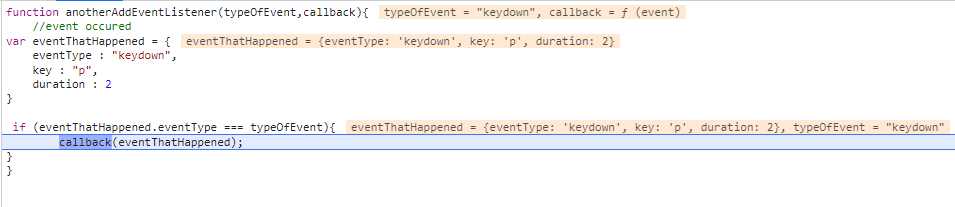 function anotherAddEventListener(typeOfEvent,callback){ typeOfEvent = "keydown", callback = ƒ (event)
//event occured
var eventThatHappened = { eventThatHappened = {eventType: 'keydown', key: 'p', duration: 2}
eventType : "keydown",
key : "p",
duration : 2
}
if (eventThatHappened.eventType === typeOfEvent){ eventThatHappened = {eventType: 'keydown', key: 'p', duration: 2}, typeOfEvent = "keydown"
callback(eventThatHappened);
}
}